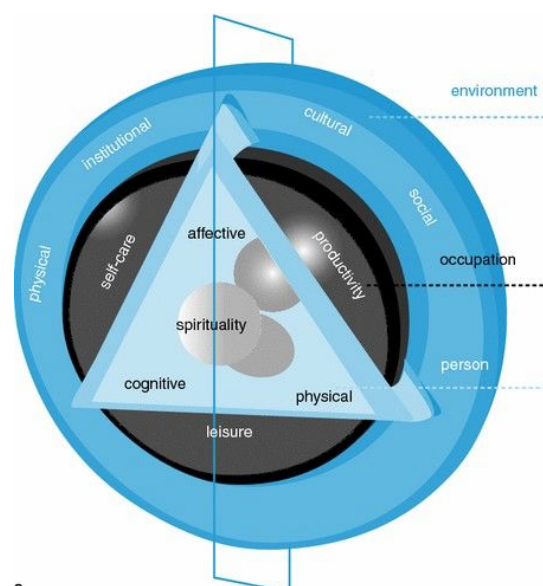 environment
cultural
institutional
social
physical
affective
self-care
productivity
occupation
spirituality
person
cognitive
physical
leisure